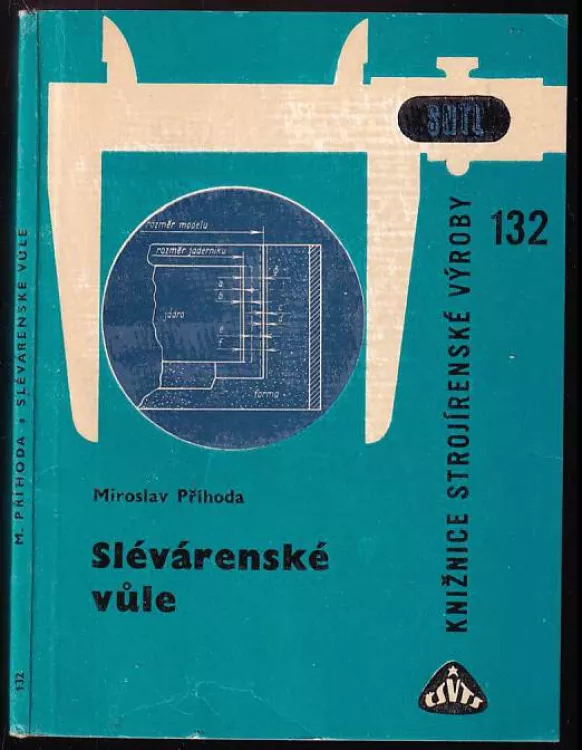 SNTL
132
KNIŽNICE STROJÍRENSKÉ VÝROBY
rozměr modelu
rozměr jaderníku
jádro
forma
Miroslav Příhoda
Slévárenské
vůle
ČSVTS
M. PŘÍHODA • SLÉVÁRENSKÉ VŮLE
132